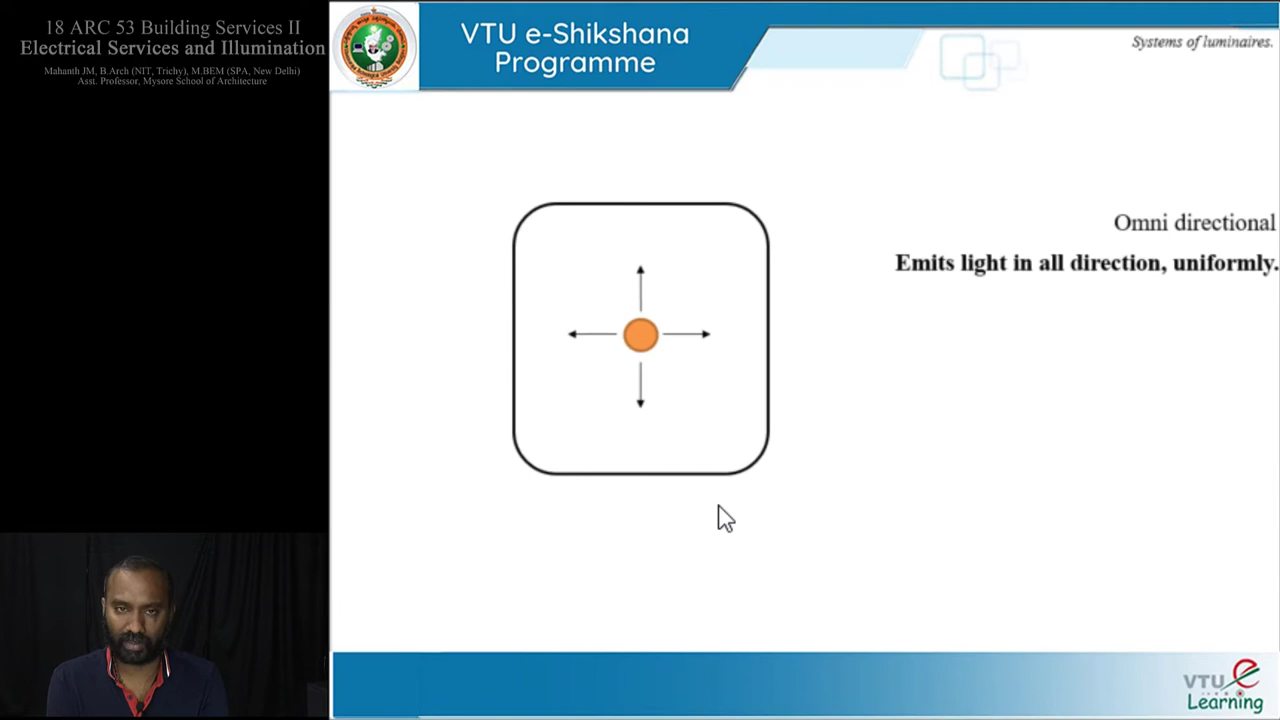 18 ARC 53 Building Services II
Electrical Services and Illumination
Mahanth JM, B.Arch (NIT, Trichy), M.BEM (SPA, New Delhi)
Asst. Professor, Mysore School of Architecture
VTU e-Shikshana
Programme
Systems of luminaires.
Omni directional
Emits light in all direction, uniformly.
VTU e
Learning